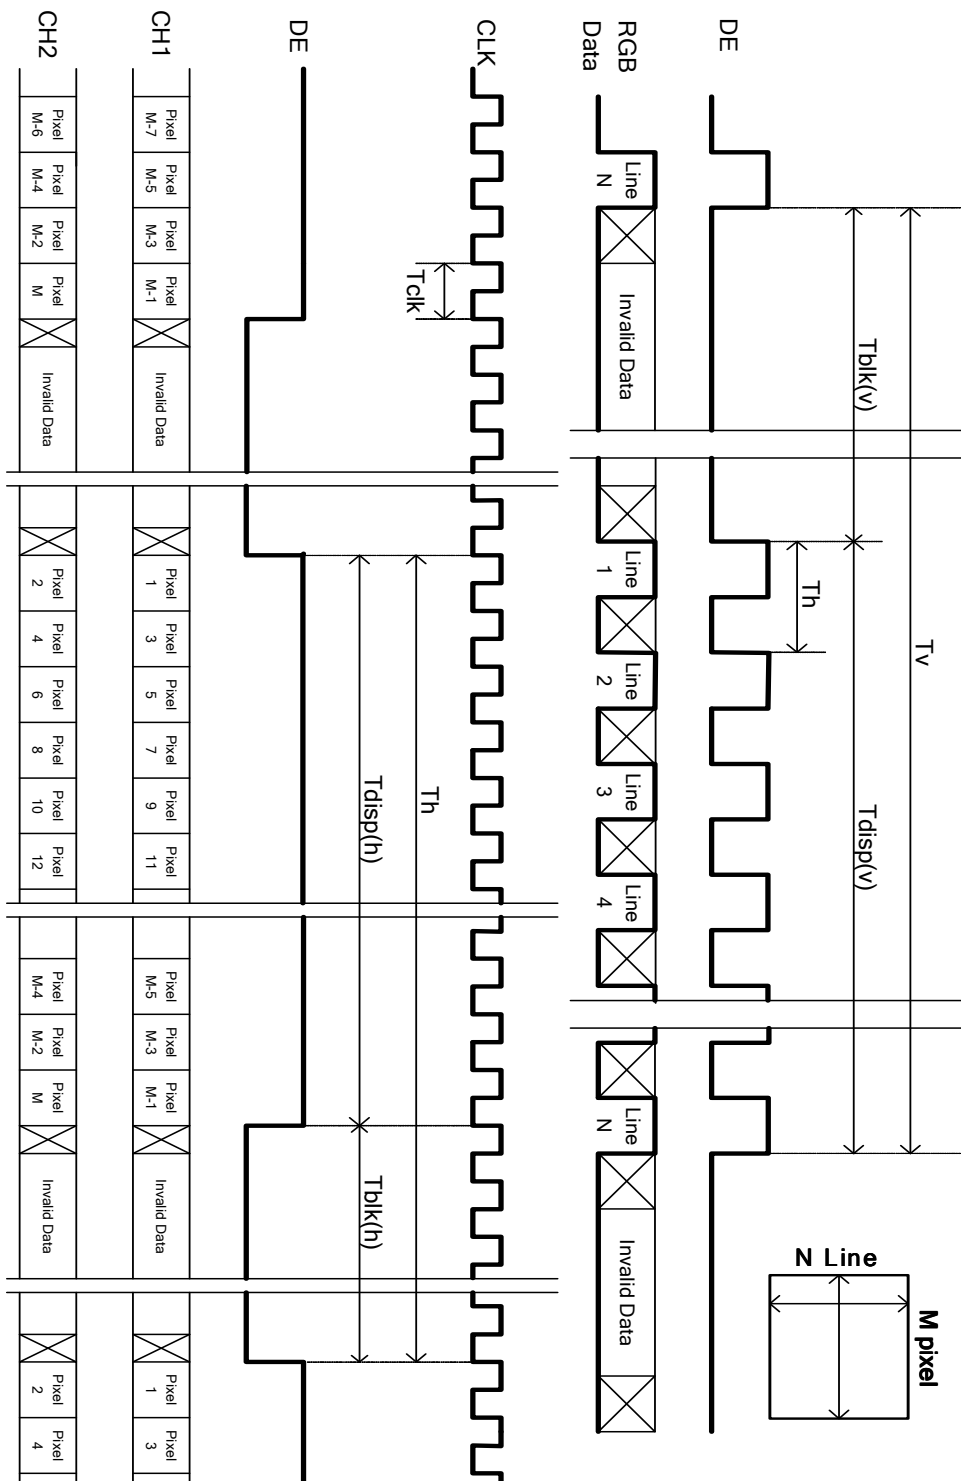 Tv
Tblk(v)
Tdisp(v)
Th
DE
RGB
Data
Line
N
Invalid Data
Line
1
Line
2
Line
3
Line
4
Line
N
Invalid Data
N Line
M pixel
CLK
Tclk
Th
Tdisp(h)
Tblk(h)
DE
CH1
Pixel
M-7
Pixel
M-5
Pixel
M-3
Pixel
M-1
Invalid Data
Pixel
1
Pixel
3
Pixel
5
Pixel
7
Pixel
9
Pixel
11
Pixel
M-5
Pixel
M-3
Pixel
M-1
Invalid Data
Pixel
1
Pixel
3
CH2
Pixel
M-6
Pixel
M-4
Pixel
M-2
Pixel
M
Invalid Data
Pixel
2
Pixel
4
Pixel
6
Pixel
8
Pixel
10
Pixel
12
Pixel
M-4
Pixel
M-2
Pixel
M
Invalid Data
Pixel
2
Pixel
4